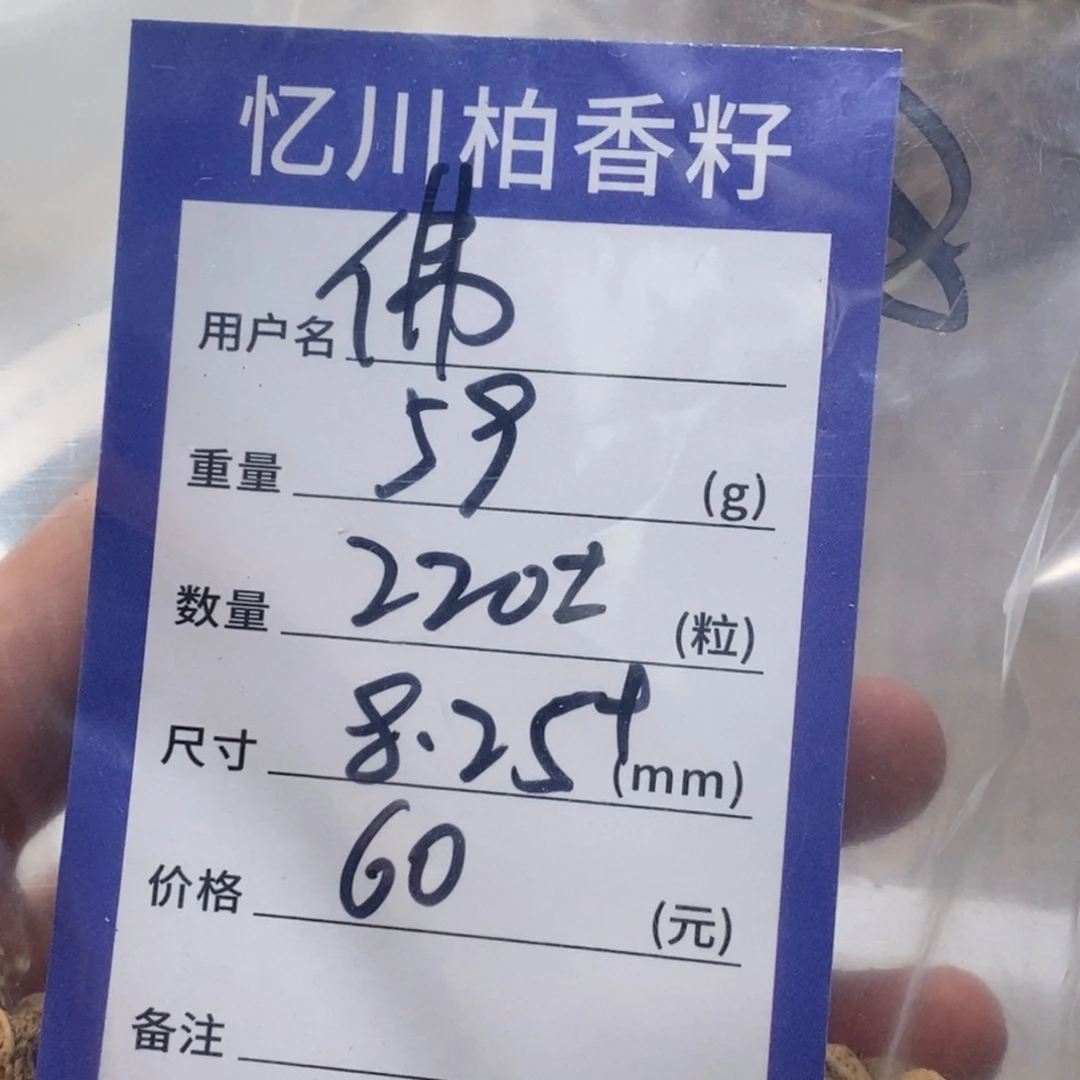 忆川柏香籽
用户名 佛
重量 59 (g)
数量 220± (粒)
尺寸 8.25+ (mm)
价格 60 (元)
备注